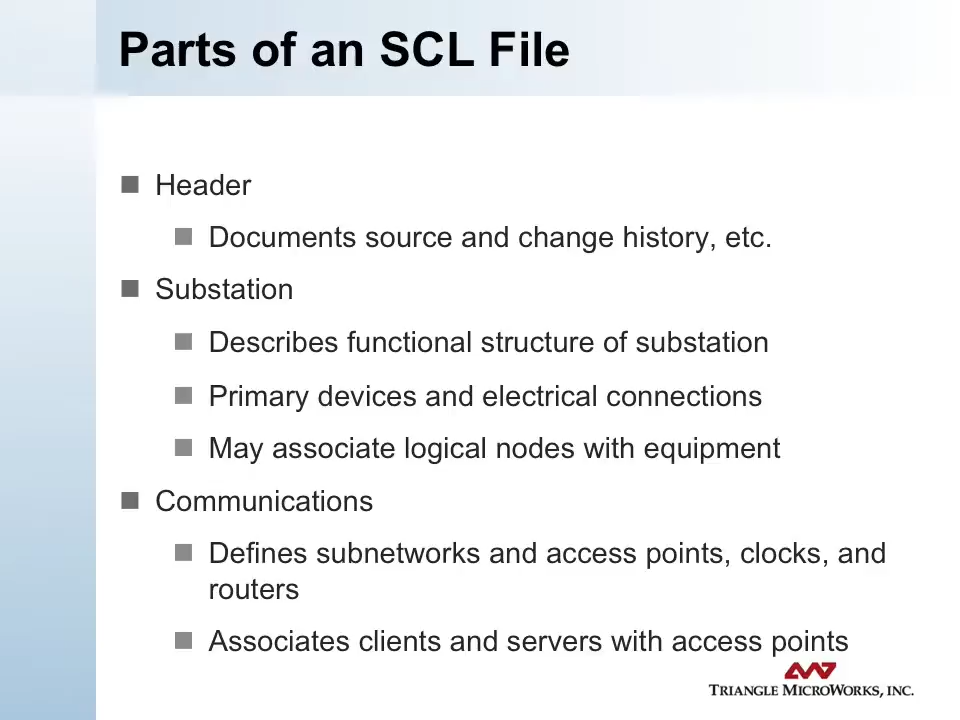 Parts of an SCL File
Header
Documents source and change history, etc.
Substation
Describes functional structure of substation
Primary devices and electrical connections
May associate logical nodes with equipment
Communications
Defines subnetworks and access points, clocks, and
routers
Associates clients and servers with access points
TRIANGLE MICROWORKS, INC.